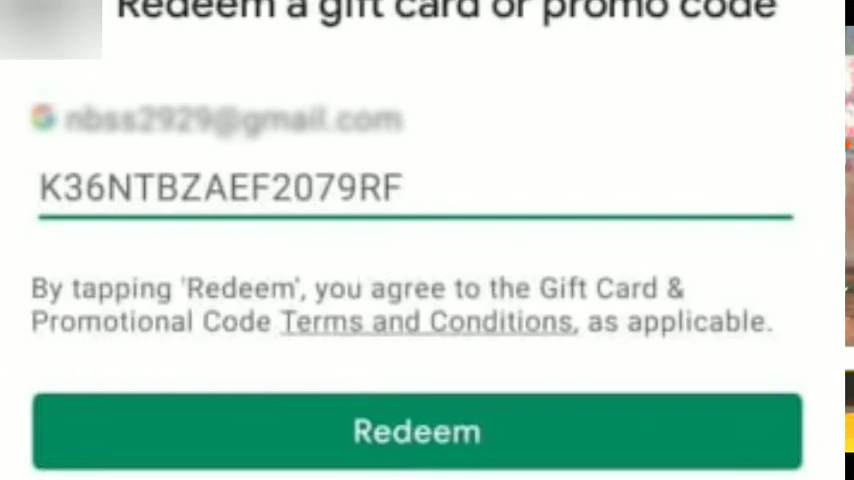 Redeem a gift card or promo code
K36NTBZAEF2079RF
By tapping 'Redeem', you agree to the Gift Card &
Promotional Code Terms and Conditions, as applicable.
Redeem